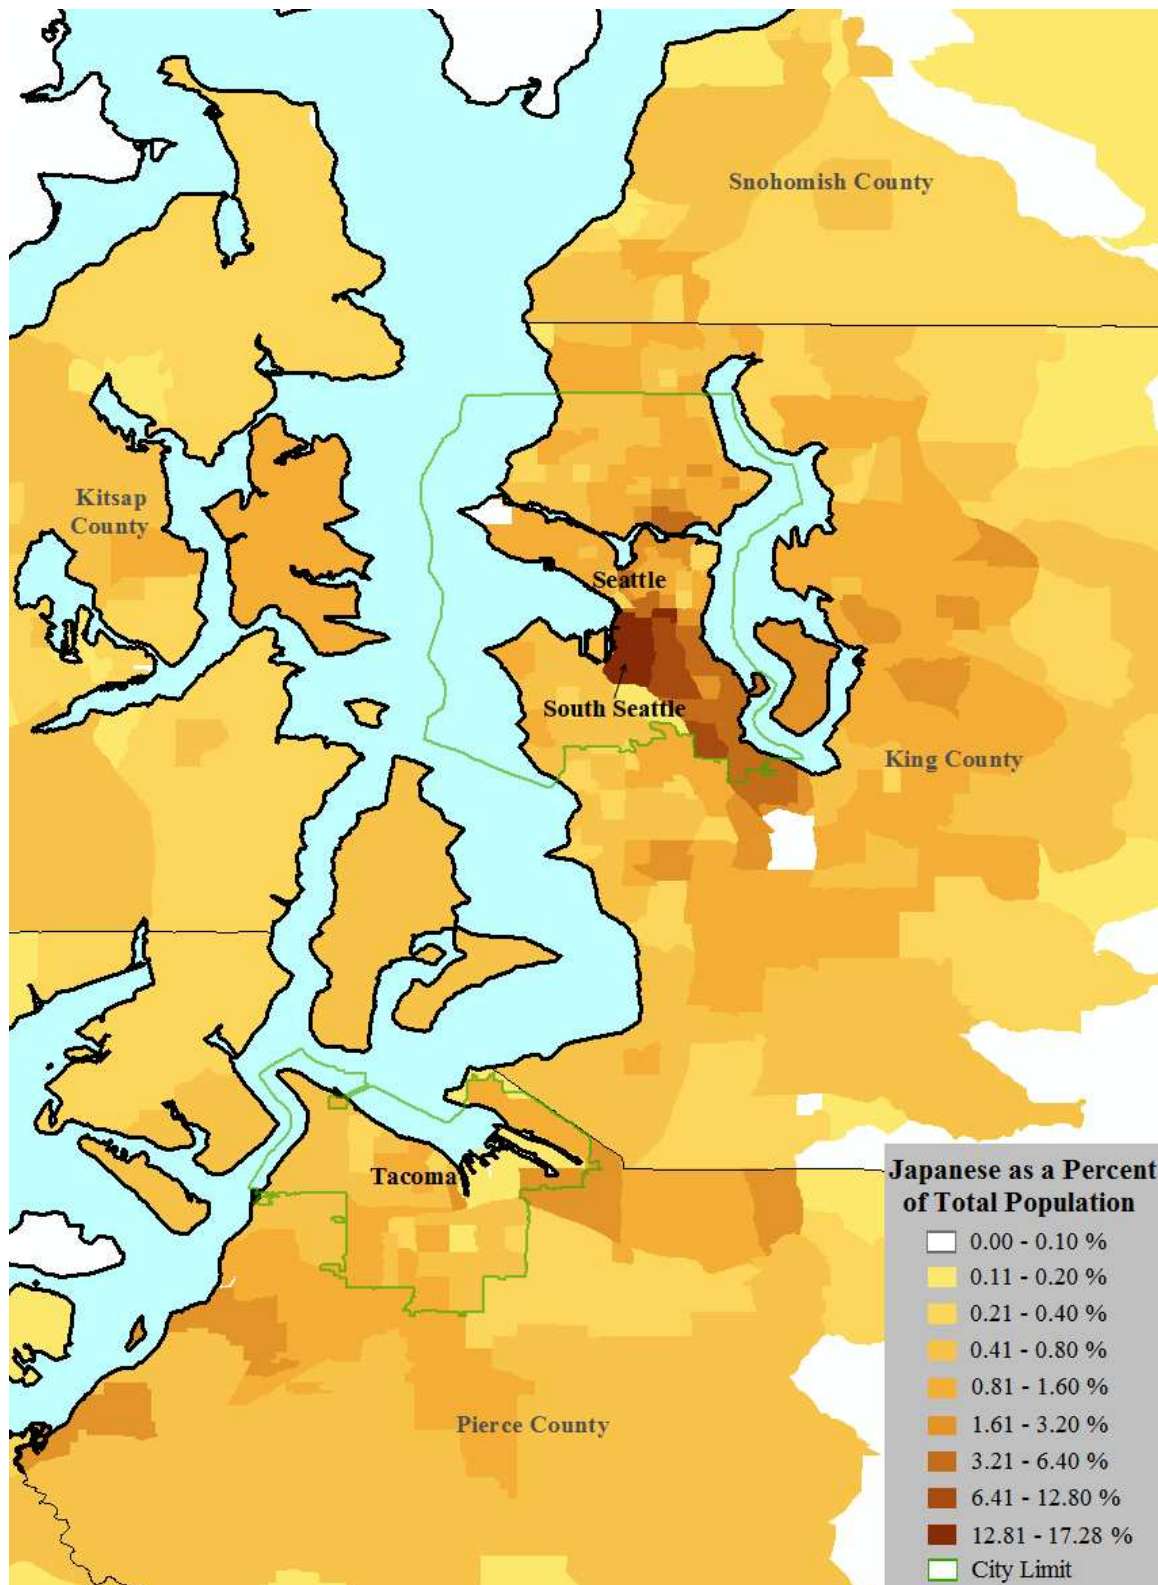 Snohomish County
Kitsap
County
Seattle
South Seattle
King County
Tacoma
Pierce County
Japanese as a Percent
of Total Population
0.00 - 0.10 %
0.11 - 0.20 %
0.21 - 0.40 %
0.41 - 0.80 %
0.81 - 1.60 %
1.61 - 3.20 %
3.21 - 6.40 %
6.41 - 12.80 %
12.81 - 17.28 %
City Limit